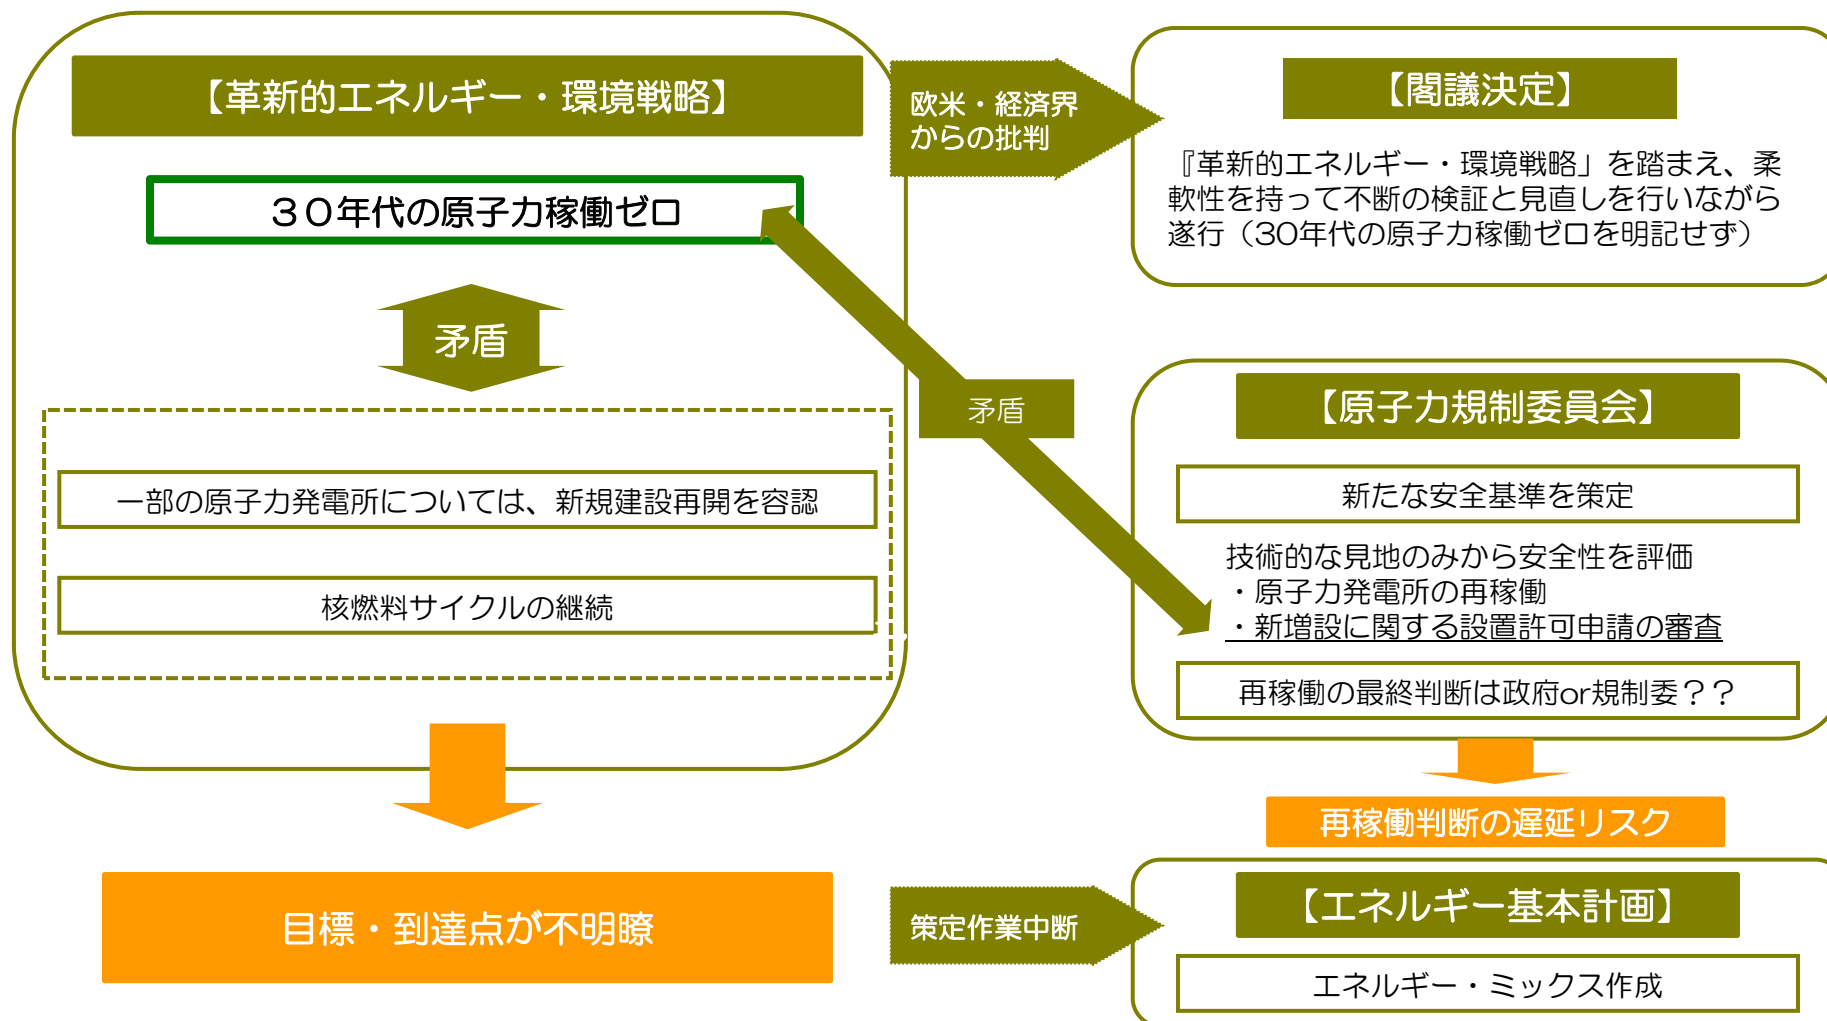 【革新的エネルギー・環境戦略】
３０年代の原子力稼働ゼロ
矛盾
一部の原子力発電所については、新規建設再開を容認
核燃料サイクルの継続
目標・到達点が不明瞭
欧米・経済界
からの批判
矛盾
策定作業中断
【閣議決定】
『革新的エネルギー・環境戦略」を踏まえ、柔
軟性を持って不断の検証と見直しを行いながら
遂行（30年代の原子力稼働ゼロを明記せず）
【原子力規制委員会】
新たな安全基準を策定
技術的な見地のみから安全性を評価
・原子力発電所の再稼働
・新増設に関する設置許可申請の審査
再稼働の最終判断は政府or規制委？？
再稼働判断の遅延リスク
【エネルギー基本計画】
エネルギー・ミックス作成